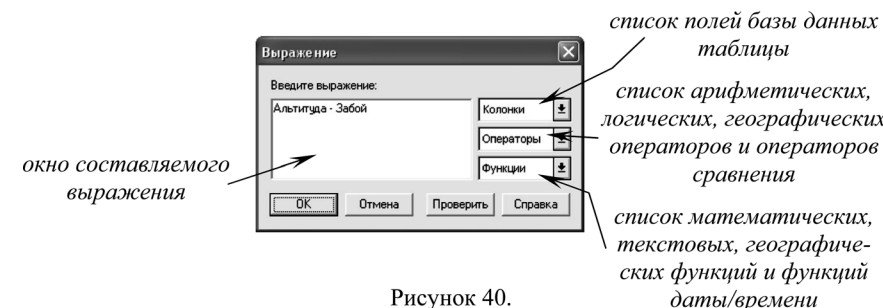 список полей базы данных
таблицы
Выражение
Введите выражение:
Альтитуда - Забой
Колонки
Операторы
Функции
список арифметических,
логических, географических
операторов и операторов
сравнения
окно составляемого
выражения
OK
Отмена
Проверить
Справка
список математических,
текстовых, географиче-
ских функций и функций
даты/времени
Рисунок 40.